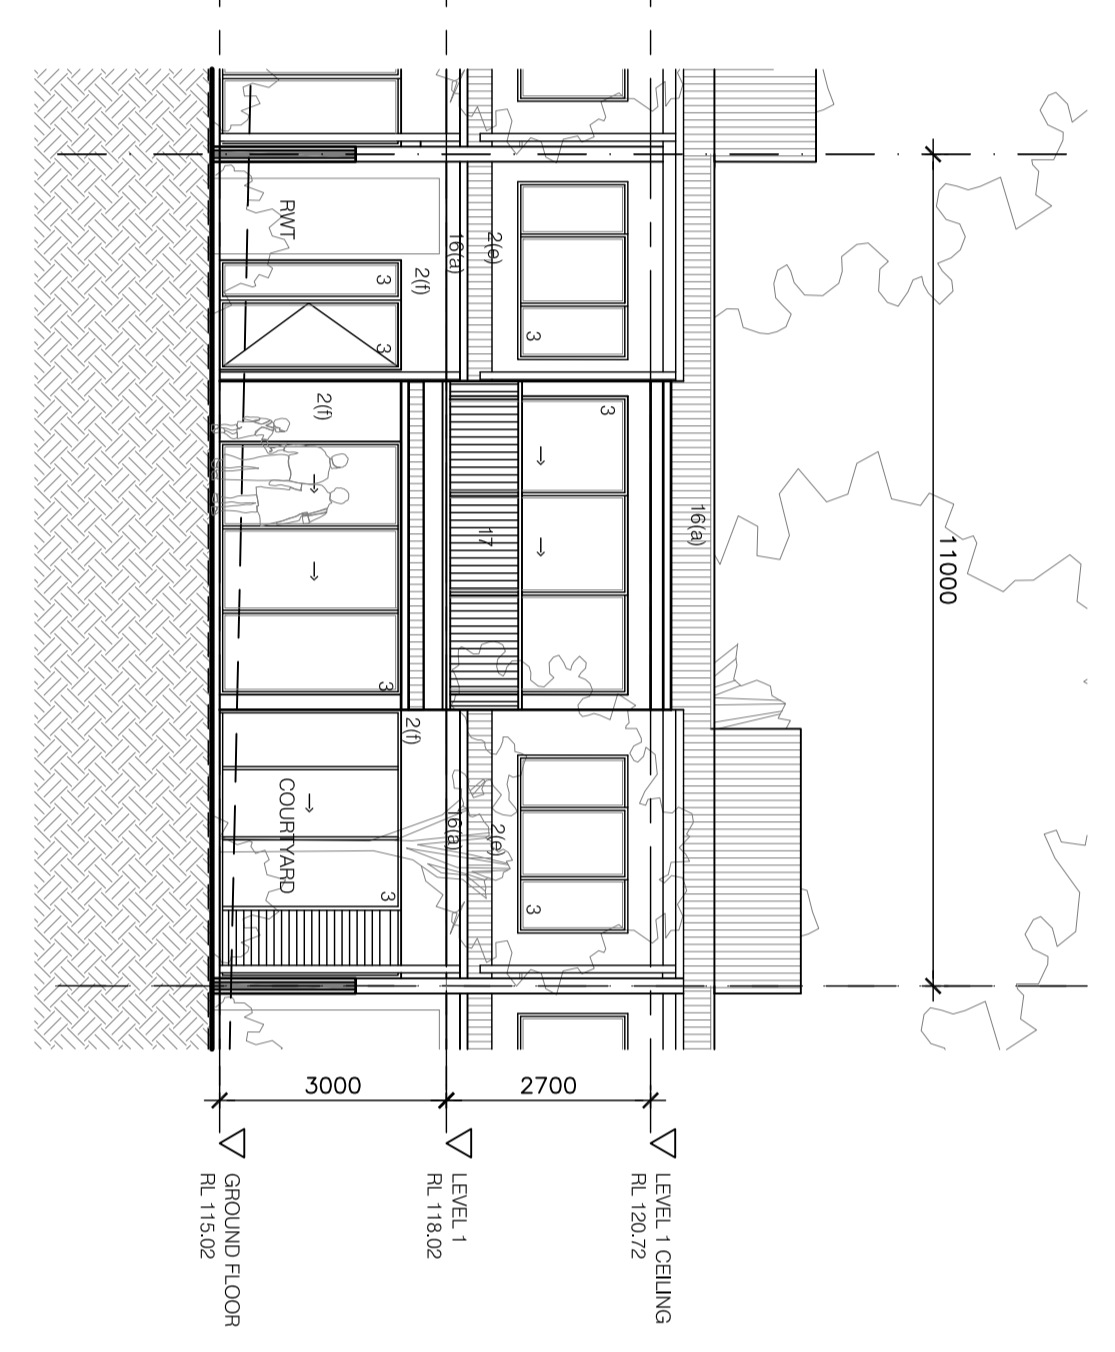 11000
16(a)
2(e)
16(a)
3
2(f)
RWT
3
3
3
17
2(f)
3
2(f)
2(e)
16(a)
3
COURTYARD
3
2700
3000
LEVEL 1 CEILING
RL 120.72
LEVEL 1
RL 118.02
GROUND FLOOR
RL 115.02